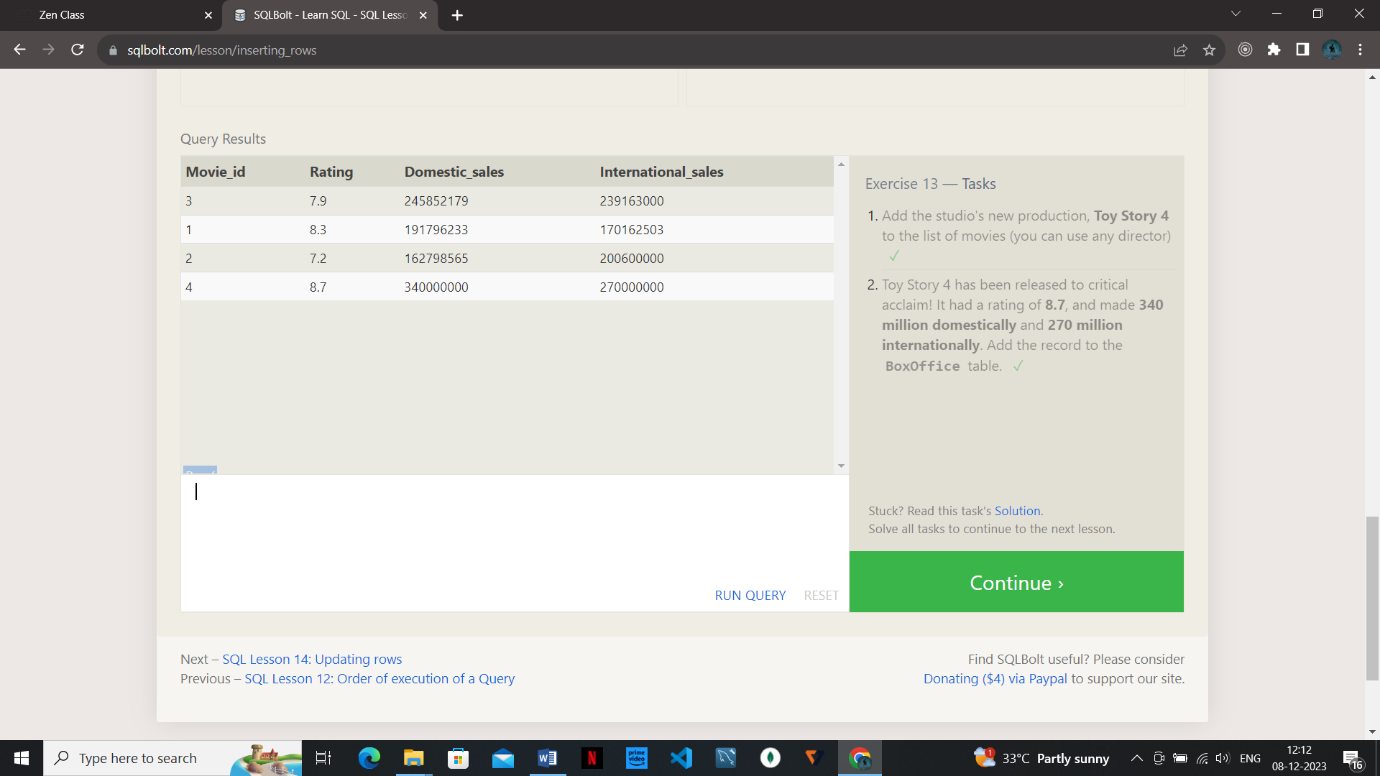 Zen Class
SQLBolt - Learn SQL - SQL Lesso
sqlbolt.com/lesson/inserting_rows
Query Results
Movie_id Rating Domestic_sales International_sales
3 7.9 245852179 239163000
1 8.3 191796233 170162503
2 7.2 162798565 200600000
4 8.7 340000000 270000000
Exercise 13 — Tasks
1. Add the studio's new production, Toy Story 4
to the list of movies (you can use any director)
✓
2. Toy Story 4 has been released to critical
acclaim! It had a rating of 8.7, and made 340
million domestically and 270 million
internationally. Add the record to the
BoxOffice table. ✓
Stuck? Read this task's Solution.
Solve all tasks to continue to the next lesson.
RUN QUERY RESET
Continue ›
Next – SQL Lesson 14: Updating rows
Previous – SQL Lesson 12: Order of execution of a Query
Find SQLBolt useful? Please consider
Donating ($4) via Paypal to support our site.
Type here to search
prime video
1
33°C Partly sunny
ENG
12:12
08-12-2023
16